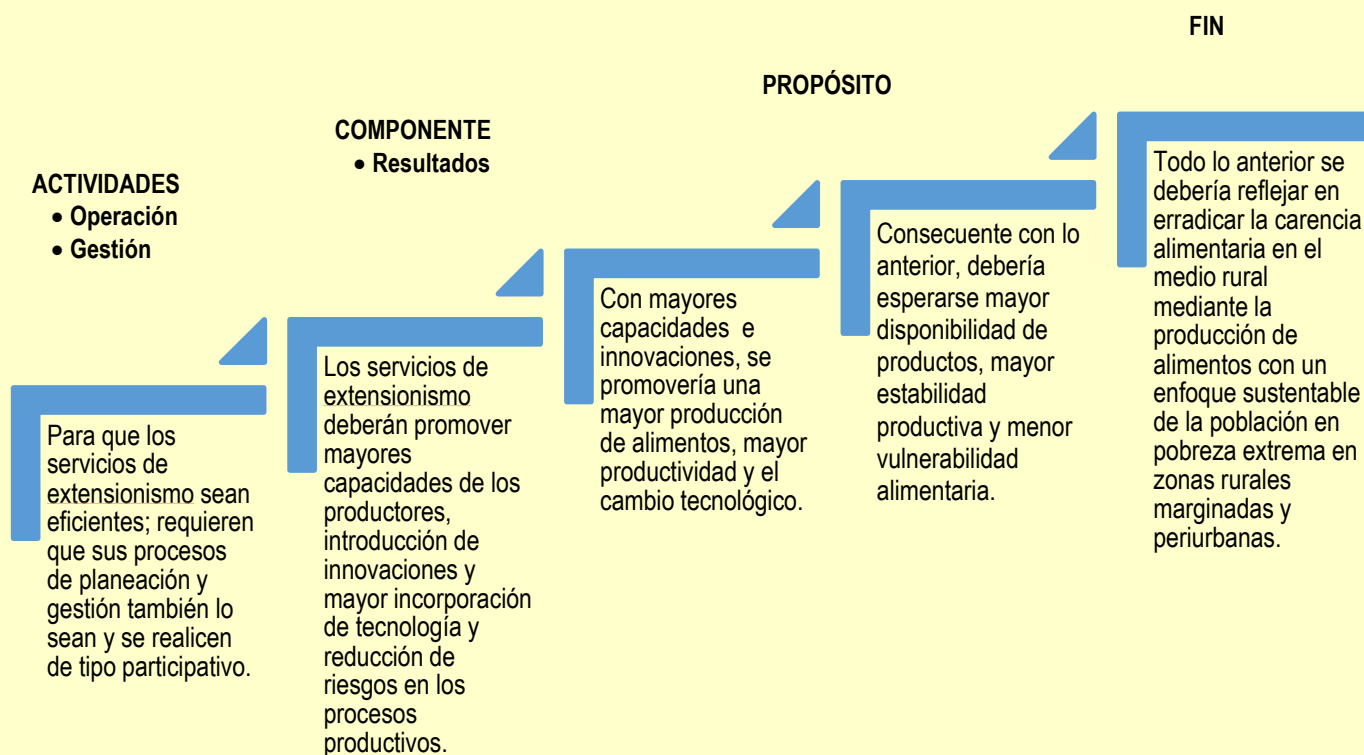 ACTIVIDADES
• Operación
• Gestión
Para que los
servicios de
extensionismo sean
eficientes; requieren
que sus procesos
de planeación y
gestión también lo
sean y se realicen
de tipo participativo.
COMPONENTE
• Resultados
Los servicios de
extensionismo
deberán promover
mayores
capacidades de los
productores,
introducción de
innovaciones y
mayor incorporación
de tecnología y
reducción de
riesgos en los
procesos
productivos.
PROPÓSITO
Con mayores
capacidades e
innovaciones, se
promovería una
mayor producción
de alimentos, mayor
productividad y el
cambio tecnológico.
Consecuente con lo
anterior, debería
esperarse mayor
disponibilidad de
productos, mayor
estabilidad
productiva y menor
vulnerabilidad
alimentaria.
FIN
Todo lo anterior se
debería reflejar en
erradicar la carencia
alimentaria en el
medio rural
mediante la
producción de
alimentos con un
enfoque sustentable
de la población en
pobreza extrema en
zonas rurales
marginadas y
periurbanas.